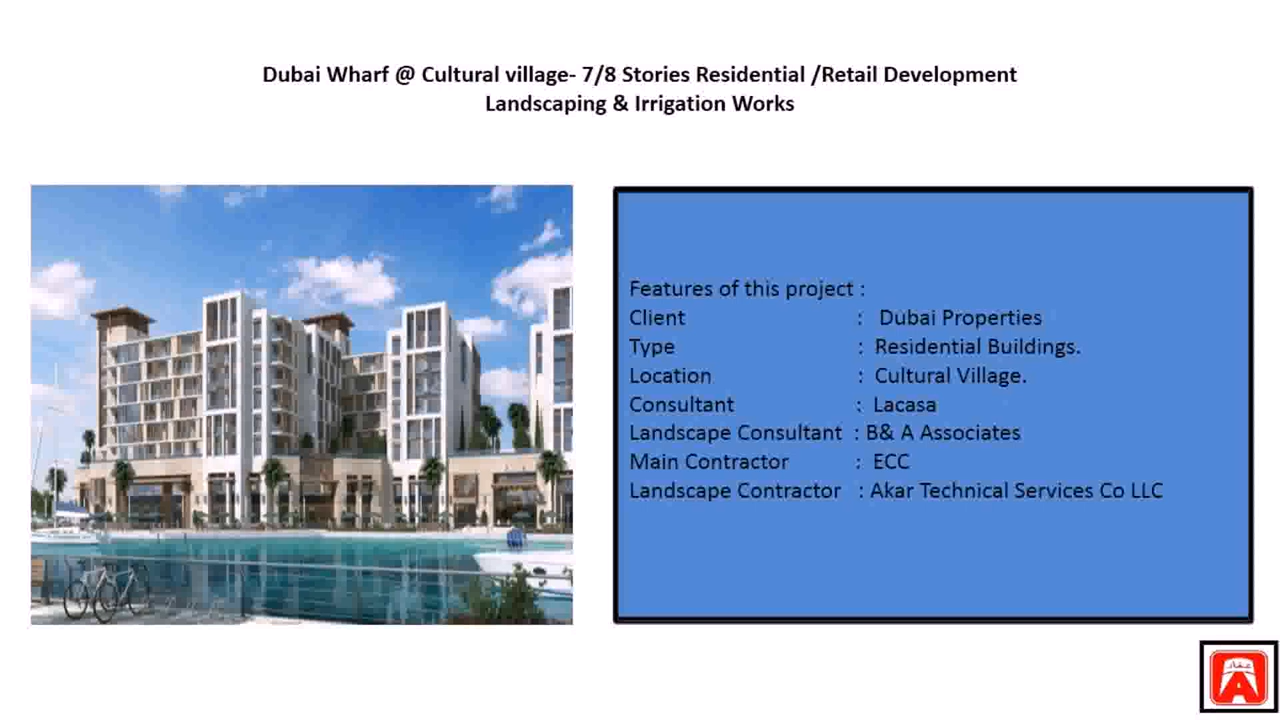 Dubai Wharf @ Cultural village- 7/8 Stories Residential /Retail Development
Landscaping & Irrigation Works
Features of this project :
Client : Dubai Properties
Type : Residential Buildings.
Location : Cultural Village.
Consultant : Lacasa
Landscape Consultant : B& A Associates
Main Contractor : ECC
Landscape Contractor : Akar Technical Services Co LLC
عقار
A